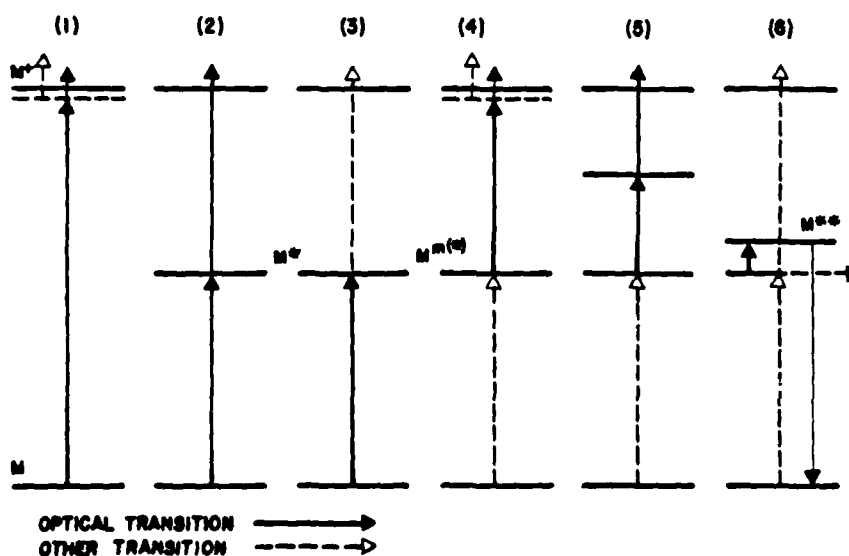 (1) (2) (3) (4) (5) (6)
M+
M**
M*
M^m(*)
M
OPTICAL TRANSITION
OTHER TRANSITION